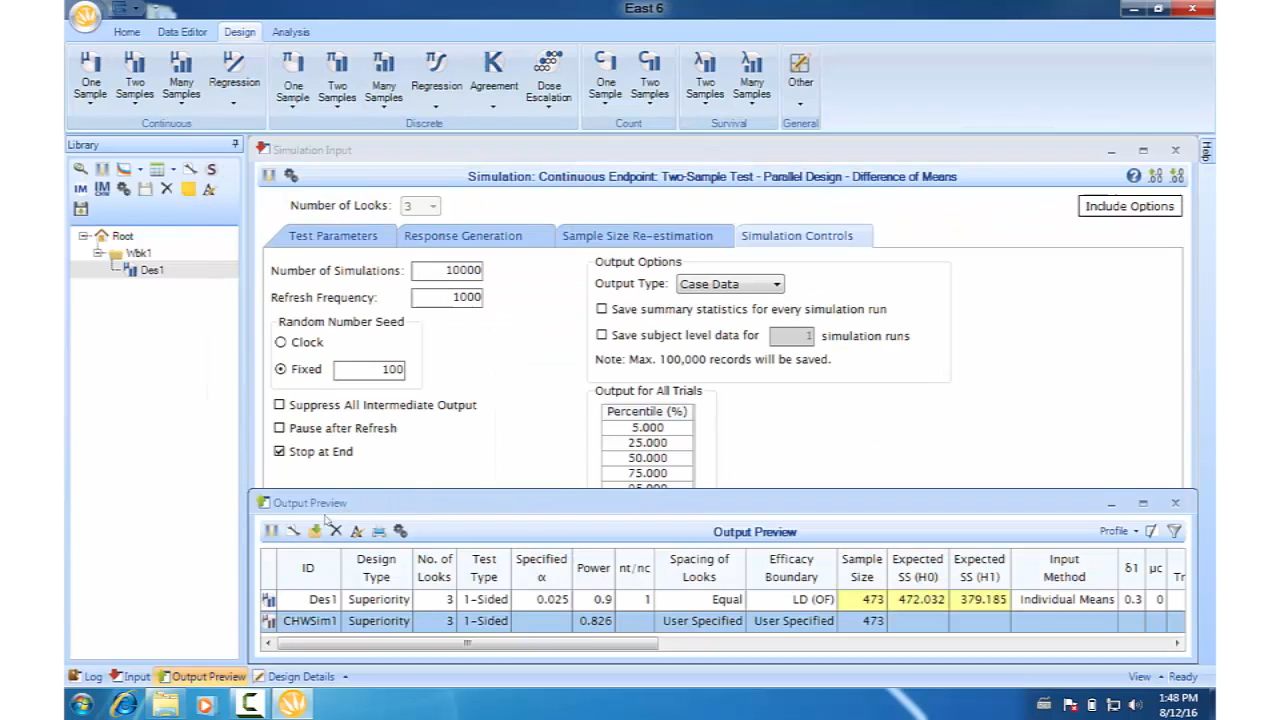 East 6
Home Data Editor Design Analysis
μ One Sample
μ Two Samples
μ Many Samples
μ Regression
π One Sample
π Two Samples
π Many Samples
π Regression
K Agreement
Dose Escalation
C One Sample
C Two Samples
λ Two Samples
λ Many Samples
Other
Continuous Discrete Count Survival General
Library
S
IM IM
Root
Wbk1
Des1
Help
Simulation Input
Simulation: Continuous Endpoint: Two-Sample Test - Parallel Design - Difference of Means
Number of Looks: 3
Include Options
Test Parameters Response Generation Sample Size Re-estimation Simulation Controls
Number of Simulations: 10000
Refresh Frequency: 1000
Random Number Seed
Clock
Fixed 100
Suppress All Intermediate Output
Pause after Refresh
Stop at End
Output Options
Output Type: Case Data
Save summary statistics for every simulation run
Save subject level data for 1 simulation runs
Note: Max. 100,000 records will be saved.
Output for All Trials
Percentile (%)
5.000
25.000
50.000
75.000
95.000
Output Preview
Output Preview Profile
ID Design Type No. of Looks Test Type Specified α Power nt/nc Spacing of Looks Efficacy Boundary Sample Size Expected SS (H0) Expected SS (H1) Input Method δ1 μc Tr
Des1 Superiority 3 1-Sided 0.025 0.9 1 Equal LD (OF) 473 472.032 379.185 Individual Means 0.3 0
CHWSim1 Superiority 3 1-Sided 0.826 User Specified User Specified 473
Log Input Output Preview Design Details View Ready
1:48 PM
8/12/16